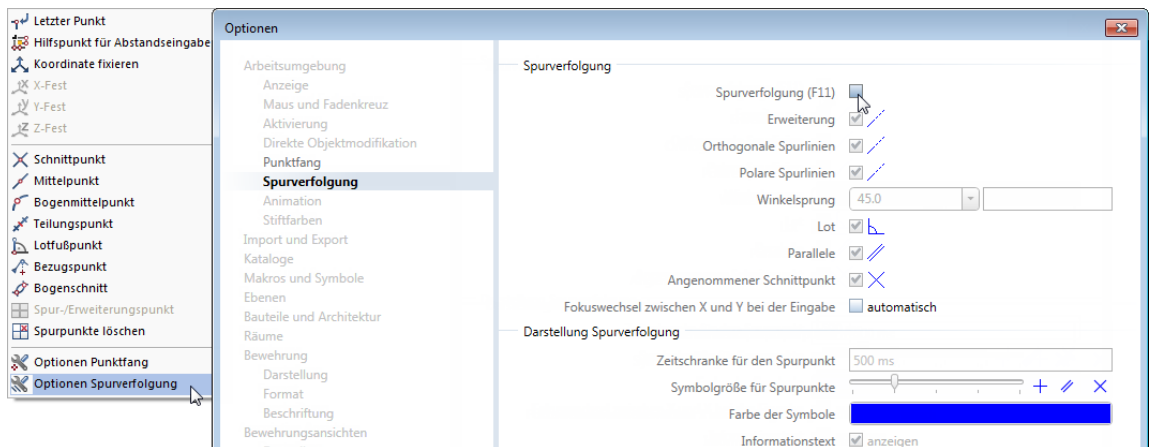 Letzter Punkt
Hilfspunkt für Abstandseingabe
Koordinate fixieren
X-Fest
Y-Fest
Z-Fest
Schnittpunkt
Mittelpunkt
Bogenmittelpunkt
Teilungspunkt
Lotfußpunkt
Bezugspunkt
Bogenschnitt
Spur-/Erweiterungspunkt
Spurpunkte löschen
Optionen Punktfang
Optionen Spurverfolgung
Optionen
Arbeitsumgebung
Anzeige
Maus und Fadenkreuz
Aktivierung
Direkte Objektmodifikation
Punktfang
Spurverfolgung
Animation
Stiftfarben
Import und Export
Kataloge
Makros und Symbole
Ebenen
Bauteile und Architektur
Räume
Bewehrung
Darstellung
Format
Beschriftung
Bewehrungsansichten
Spurverfolgung
Spurverfolgung (F11)
Erweiterung
Orthogonale Spurlinien
Polare Spurlinien
Winkelsprung 45.0
Lot
Parallele
Angenommener Schnittpunkt
Fokuswechsel zwischen X und Y bei der Eingabe automatisch
Darstellung Spurverfolgung
Zeitschranke für den Spurpunkt 500 ms
Symbolgröße für Spurpunkte
Farbe der Symbole
Informationstext anzeigen